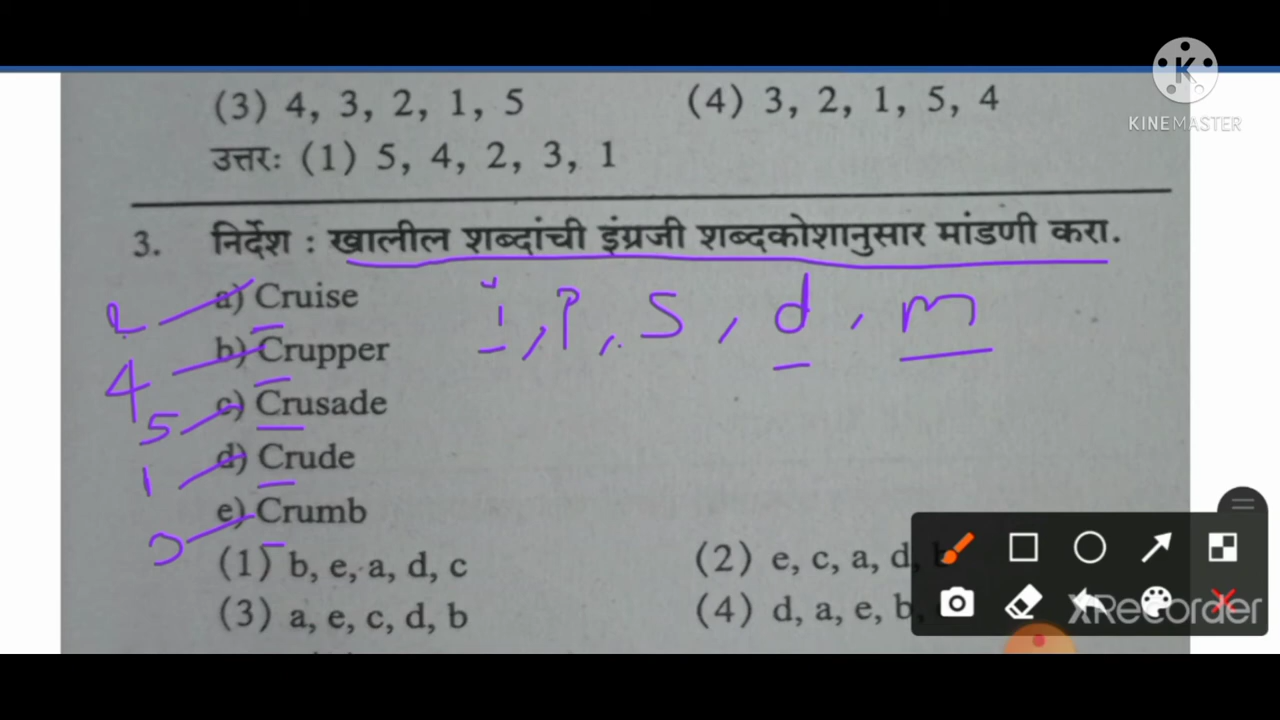 KINEMASTER
(3) 4, 3, 2, 1, 5 (4) 3, 2, 1, 5, 4
उत्तरः (1) 5, 4, 2, 3, 1
3. निर्देश : खालील शब्दांची इंग्रजी शब्दकोशानुसार मांडणी करा.
2 a) Cruise i, p, s, d, m
4 b) Crupper
5 c) Crusade
1 d) Crude
3 e) Crumb
(1) b, e, a, d, c (2) e, c, a, d,
(3) a, e, c, d, b (4) d, a, e, b,
XRecorder